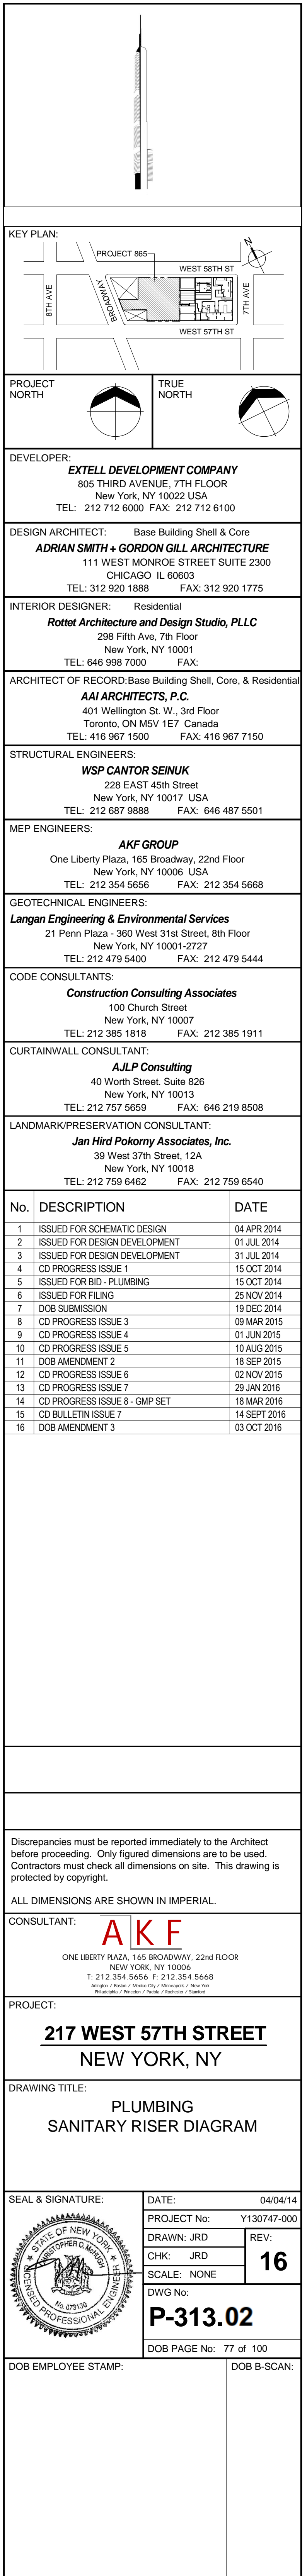 KEY PLAN:
N
PROJECT 865
WEST 58TH ST
8TH AVE
BROADWAY
7TH AVE
WEST 57TH ST
PROJECT NORTH
TRUE NORTH
DEVELOPER:
EXTELL DEVELOPMENT COMPANY
805 THIRD AVENUE, 7TH FLOOR
New York, NY 10022 USA
TEL: 212 712 6000 FAX: 212 712 6100
DESIGN ARCHITECT: Base Building Shell & Core
ADRIAN SMITH + GORDON GILL ARCHITECTURE
111 WEST MONROE STREET SUITE 2300
CHICAGO IL 60603
TEL: 312 920 1888 FAX: 312 920 1775
INTERIOR DESIGNER: Residential
Rottet Architecture and Design Studio, PLLC
298 Fifth Ave, 7th Floor
New York, NY 10001
TEL: 646 998 7000 FAX:
ARCHITECT OF RECORD:Base Building Shell, Core, & Residential
AAI ARCHITECTS, P.C.
401 Wellington St. W., 3rd Floor
Toronto, ON M5V 1E7 Canada
TEL: 416 967 1500 FAX: 416 967 7150
STRUCTURAL ENGINEERS:
WSP CANTOR SEINUK
228 EAST 45th Street
New York, NY 10017 USA
TEL: 212 687 9888 FAX: 646 487 5501
MEP ENGINEERS:
AKF GROUP
One Liberty Plaza, 165 Broadway, 22nd Floor
New York, NY 10006 USA
TEL: 212 354 5656 FAX: 212 354 5668
GEOTECHNICAL ENGINEERS:
Langan Engineering & Environmental Services
21 Penn Plaza - 360 West 31st Street, 8th Floor
New York, NY 10001-2727
TEL: 212 479 5400 FAX: 212 479 5444
CODE CONSULTANTS:
Construction Consulting Associates
100 Church Street
New York, NY 10007
TEL: 212 385 1818 FAX: 212 385 1911
CURTAINWALL CONSULTANT:
AJLP Consulting
40 Worth Street. Suite 826
New York, NY 10013
TEL: 212 757 5659 FAX: 646 219 8508
LANDMARK/PRESERVATION CONSULTANT:
Jan Hird Pokorny Associates, Inc.
39 West 37th Street, 12A
New York, NY 10018
TEL: 212 759 6462 FAX: 212 759 6540
No. DESCRIPTION DATE
1 ISSUED FOR SCHEMATIC DESIGN 04 APR 2014
2 ISSUED FOR DESIGN DEVELOPMENT 01 JUL 2014
3 ISSUED FOR DESIGN DEVELOPMENT 31 JUL 2014
4 CD PROGRESS ISSUE 1 15 OCT 2014
5 ISSUED FOR BID - PLUMBING 15 OCT 2014
6 ISSUED FOR FILING 25 NOV 2014
7 DOB SUBMISSION 19 DEC 2014
8 CD PROGRESS ISSUE 3 09 MAR 2015
9 CD PROGRESS ISSUE 4 01 JUN 2015
10 CD PROGRESS ISSUE 5 10 AUG 2015
11 DOB AMENDMENT 2 18 SEP 2015
12 CD PROGRESS ISSUE 6 02 NOV 2015
13 CD PROGRESS ISSUE 7 29 JAN 2016
14 CD PROGRESS ISSUE 8 - GMP SET 18 MAR 2016
15 CD BULLETIN ISSUE 7 14 SEPT 2016
16 DOB AMENDMENT 3 03 OCT 2016
Discrepancies must be reported immediately to the Architect
before proceeding. Only figured dimensions are to be used.
Contractors must check all dimensions on site. This drawing is
protected by copyright.
ALL DIMENSIONS ARE SHOWN IN IMPERIAL.
CONSULTANT:
AKF
ONE LIBERTY PLAZA, 165 BROADWAY, 22nd FLOOR
NEW YORK, NY 10006
T: 212.354.5656 F: 212.354.5668
Arlington / Boston / Mexico City / Minneapolis / New York
Philadelphia / Princeton / Puebla / Rochester / Stamford
PROJECT:
217 WEST 57TH STREET
NEW YORK, NY
DRAWING TITLE:
PLUMBING
SANITARY RISER DIAGRAM
SEAL & SIGNATURE:
STATE OF NEW YORK
No. 073130
LICENSED PROFESSIONAL ENGINEER
DATE: 04/04/14
PROJECT No: Y130747-000
DRAWN: JRD
CHK: JRD
SCALE: NONE
REV:
16
DWG No:
P-313.02
DOB PAGE No: 77 of 100
DOB EMPLOYEE STAMP:
DOB B-SCAN: